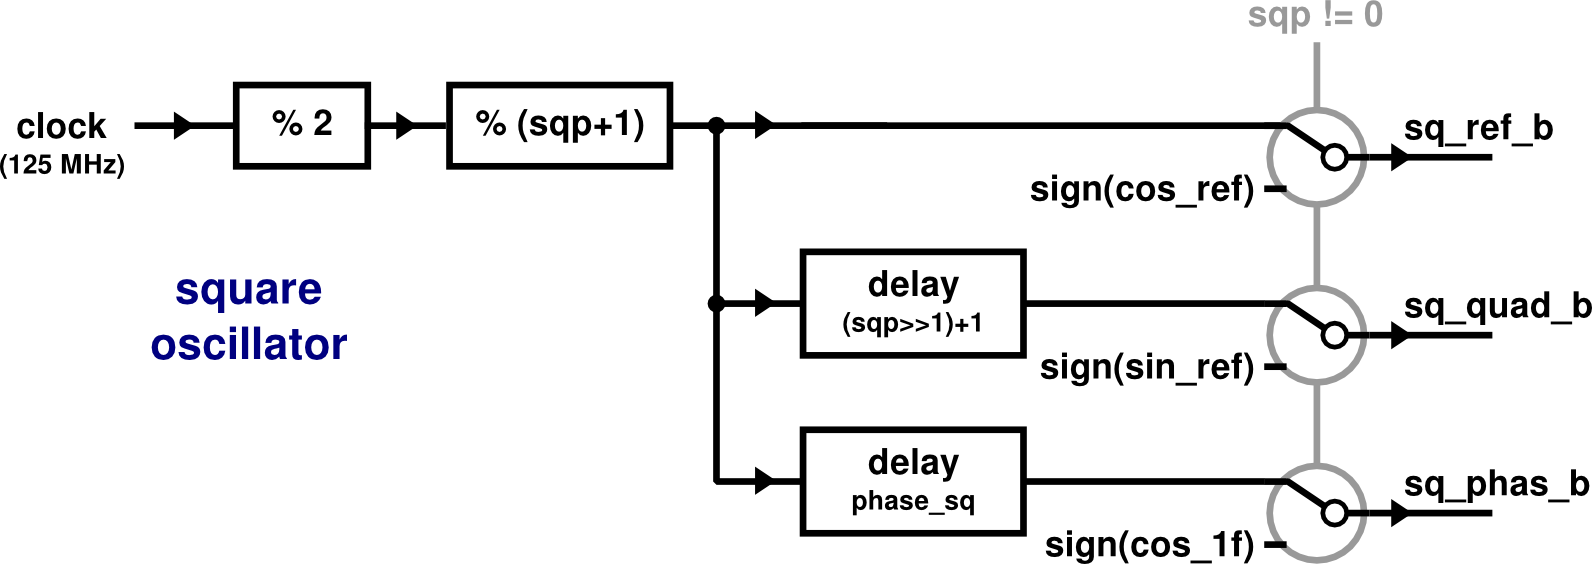 sqp != 0
clock
(125 MHz)
% 2
% (sqp+1)
sq_ref_b
sign(cos_ref)
square
oscillator
delay
(sqp>>1)+1
sq_quad_b
sign(sin_ref)
delay
phase_sq
sq_phas_b
sign(cos_1f)